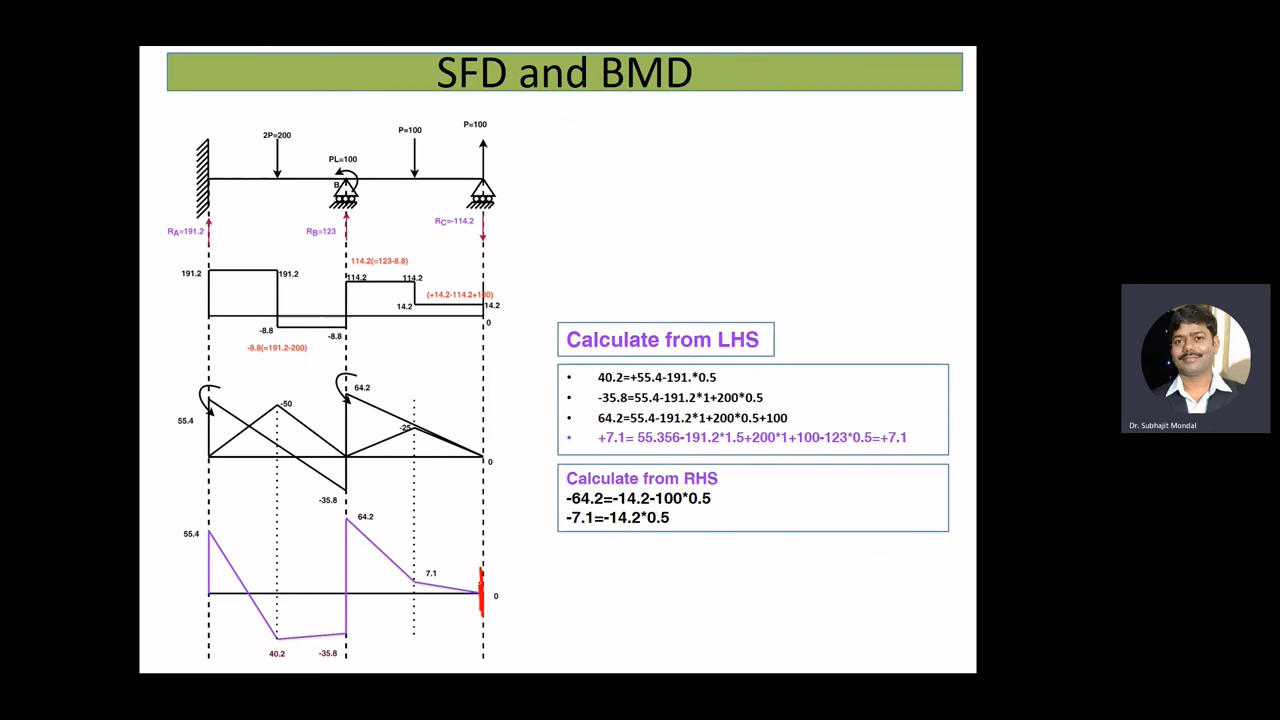 SFD and BMD
P=100
P=100
2P=200
PL=100
B
RA=191.2
RB=123
RC=-114.2
114.2(=123-8.8)
191.2
191.2
114.2
114.2
(+14.2-114.2+100)
14.2
14.2
0
-8.8
-8.8
-8.8(=191.2-200)
64.2
-50
55.4
-25
0
-35.8
64.2
55.4
7.1
0
40.2
-35.8
Calculate from LHS
• 40.2=+55.4-191.*0.5
• -35.8=55.4-191.2*1+200*0.5
• 64.2=55.4-191.2*1+200*0.5+100
• +7.1= 55.356-191.2*1.5+200*1+100-123*0.5=+7.1
Calculate from RHS
-64.2=-14.2-100*0.5
-7.1=-14.2*0.5
Dr. Subhajit Mondal